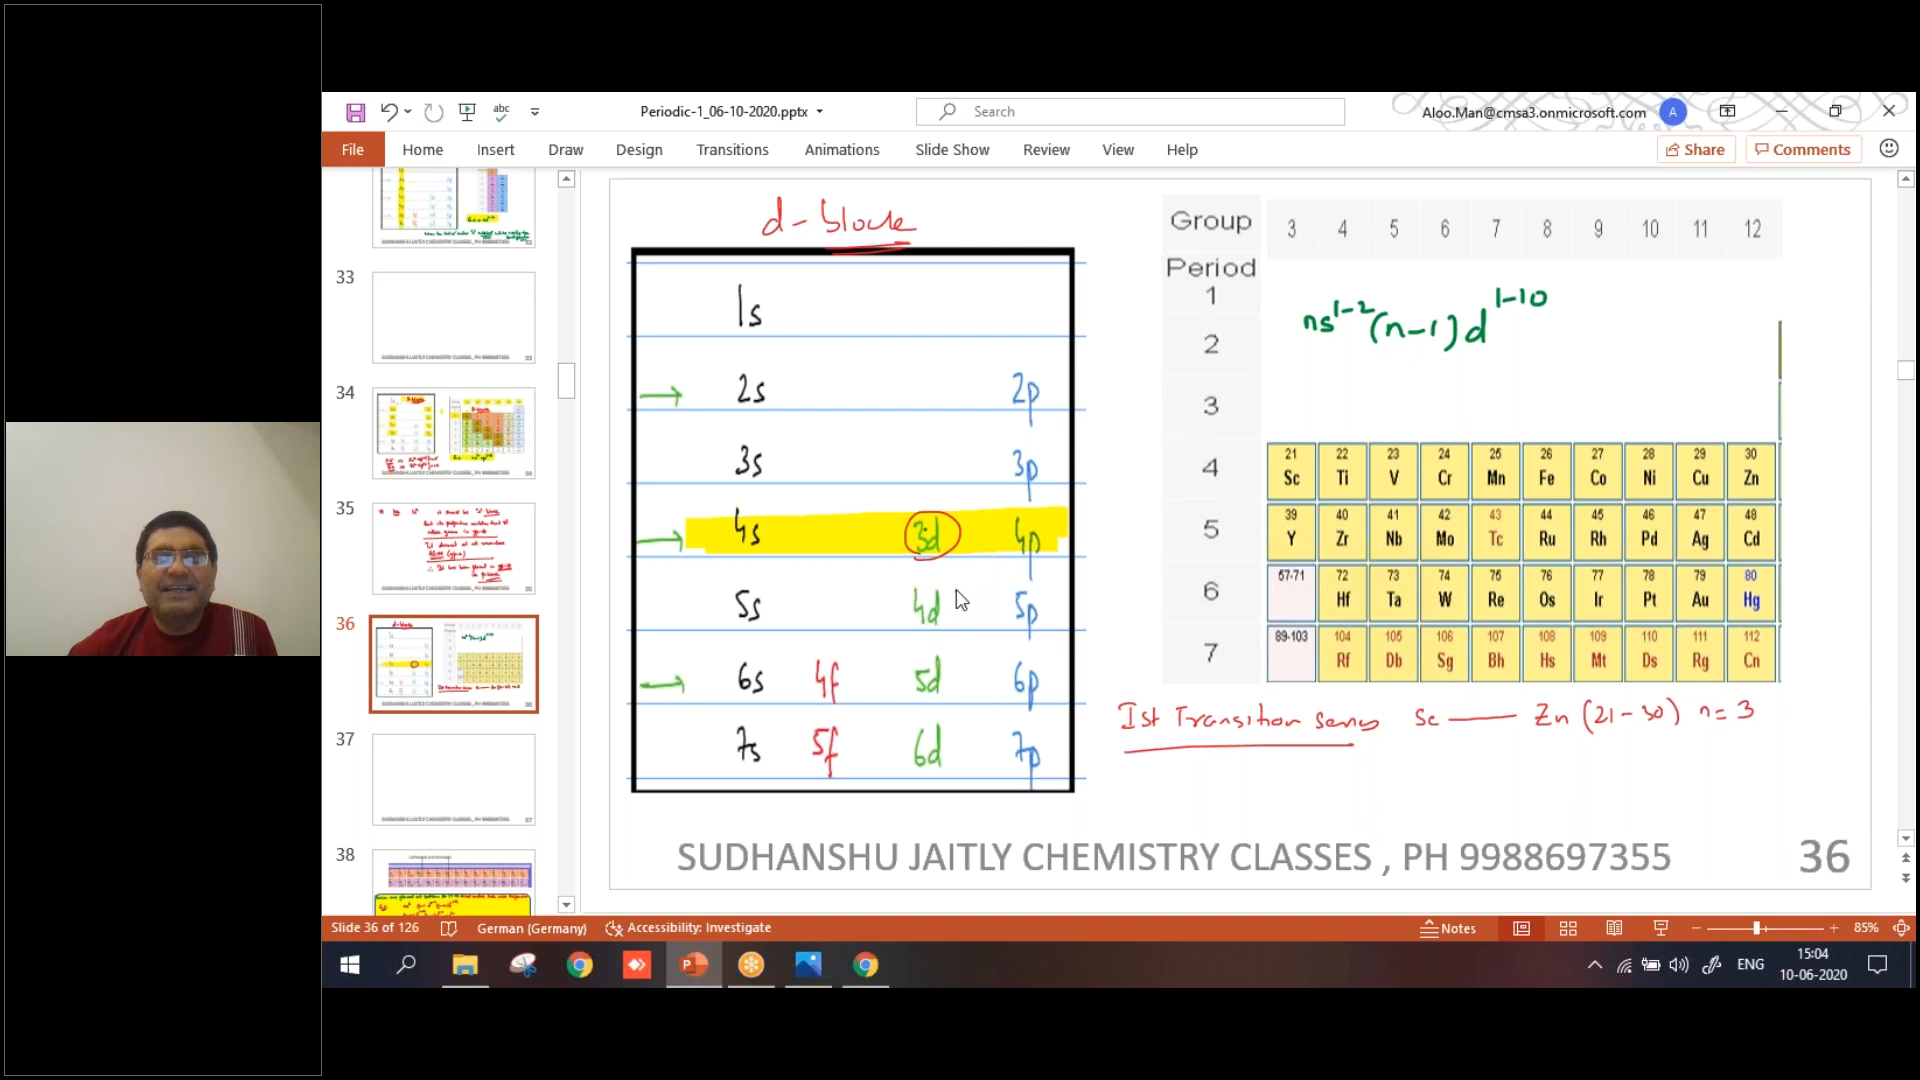 Periodic-1_06-10-2020.pptx
Search
Aloo.Man@cmsa3.onmicrosoft.com
A
File Home Insert Draw Design Transitions Animations Slide Show Review View Help
Share Comments
33
34
35
36
37
38
d-block
1s
2s 2p
3s 3p
4s 3d 4p
5s 4d 5p
6s 4f 5d 6p
7s 5f 6d 7p
Group 3 4 5 6 7 8 9 10 11 12
Period
1
ns1-2(n-1)d1-10
2
3
4
21 22 23 24 25 26 27 28 29 30
Sc Ti V Cr Mn Fe Co Ni Cu Zn
5
39 40 41 42 43 44 45 46 47 48
Y Zr Nb Mo Tc Ru Rh Pd Ag Cd
6
57-71 72 73 74 75 76 77 78 79 80
Hf Ta W Re Os Ir Pt Au Hg
7
89-103 104 105 106 107 108 109 110 111 112
Rf Db Sg Bh Hs Mt Ds Rg Cn
Ist Transition series Sc — Zn (21-30) n=3
SUDHANSHU JAITLY CHEMISTRY CLASSES , PH 9988697355 36
Slide 36 of 126 German (Germany) Accessibility: Investigate Notes 85%
ENG 15:04
10-06-2020